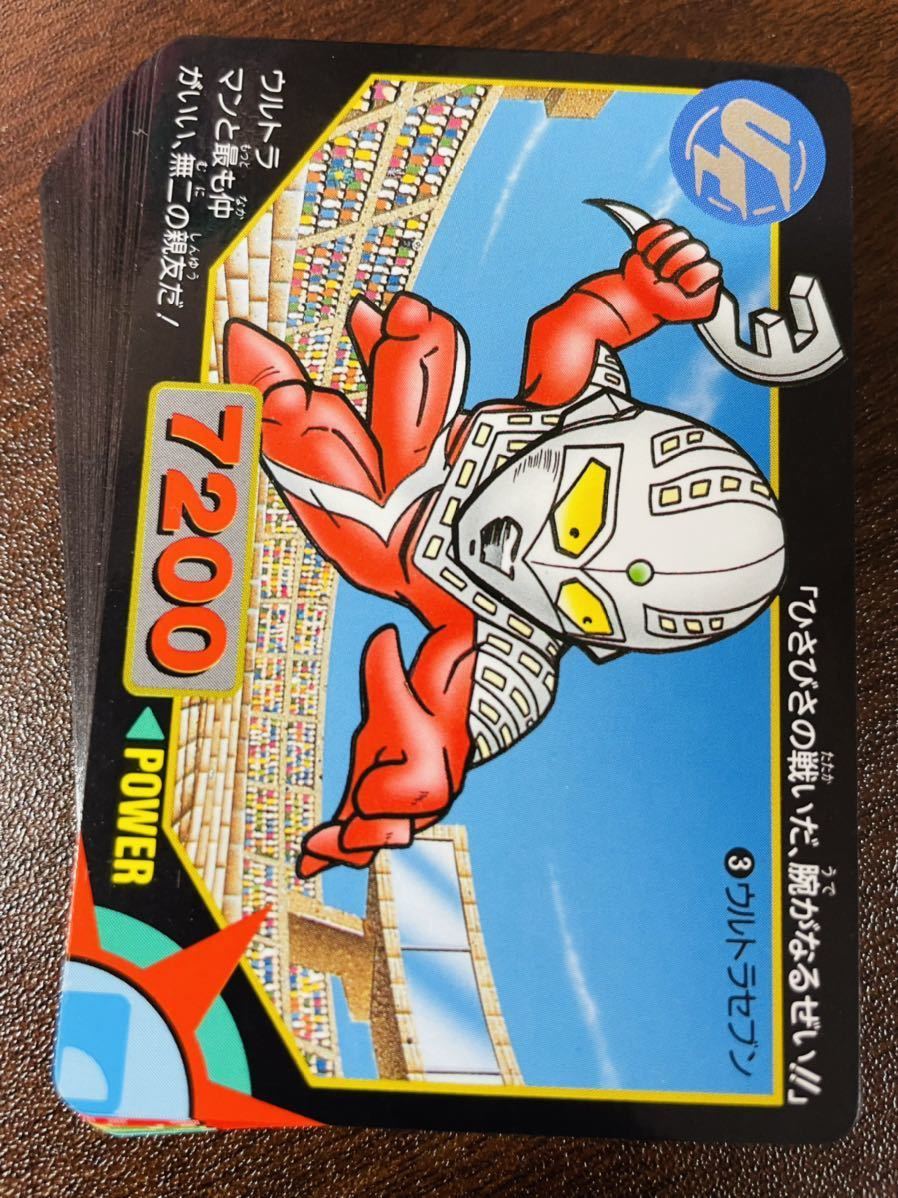 「ひさびさの戦いだ、腕がなるぜい!!」
❸ウルトラセブン
ウルトラ
マンと最も仲
がいい、無二の親友だ!
7200
◀POWER